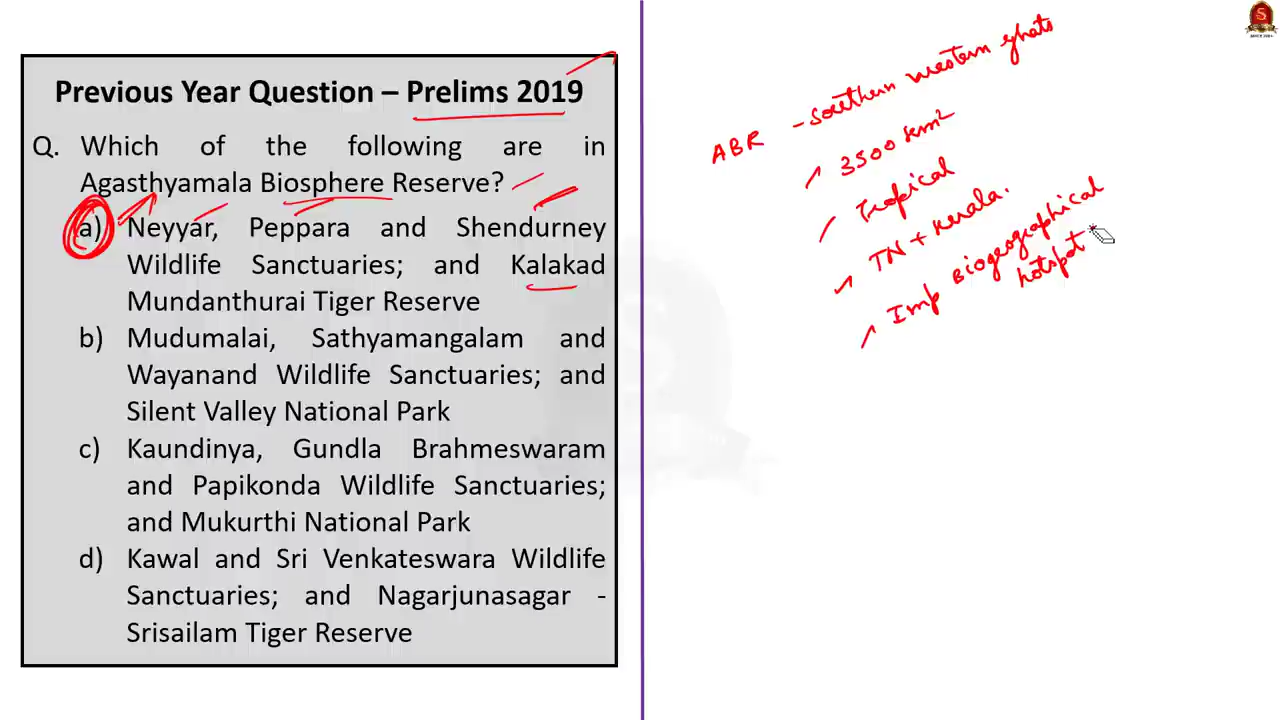 Previous Year Question – Prelims 2019
Q. Which of the following are in
Agasthyamala Biosphere Reserve?
a) Neyyar, Peppara and Shendurney
Wildlife Sanctuaries; and Kalakad
Mundanthurai Tiger Reserve
b) Mudumalai, Sathyamangalam and
Wayanand Wildlife Sanctuaries; and
Silent Valley National Park
c) Kaundinya, Gundla Brahmeswaram
and Papikonda Wildlife Sanctuaries;
and Mukurthi National Park
d) Kawal and Sri Venkateswara Wildlife
Sanctuaries; and Nagarjunasagar -
Srisailam Tiger Reserve
ABR - Southern western ghats
3500 km²
Tropical
TN + Kerala.
Imp Biogeographical
hotspot
S